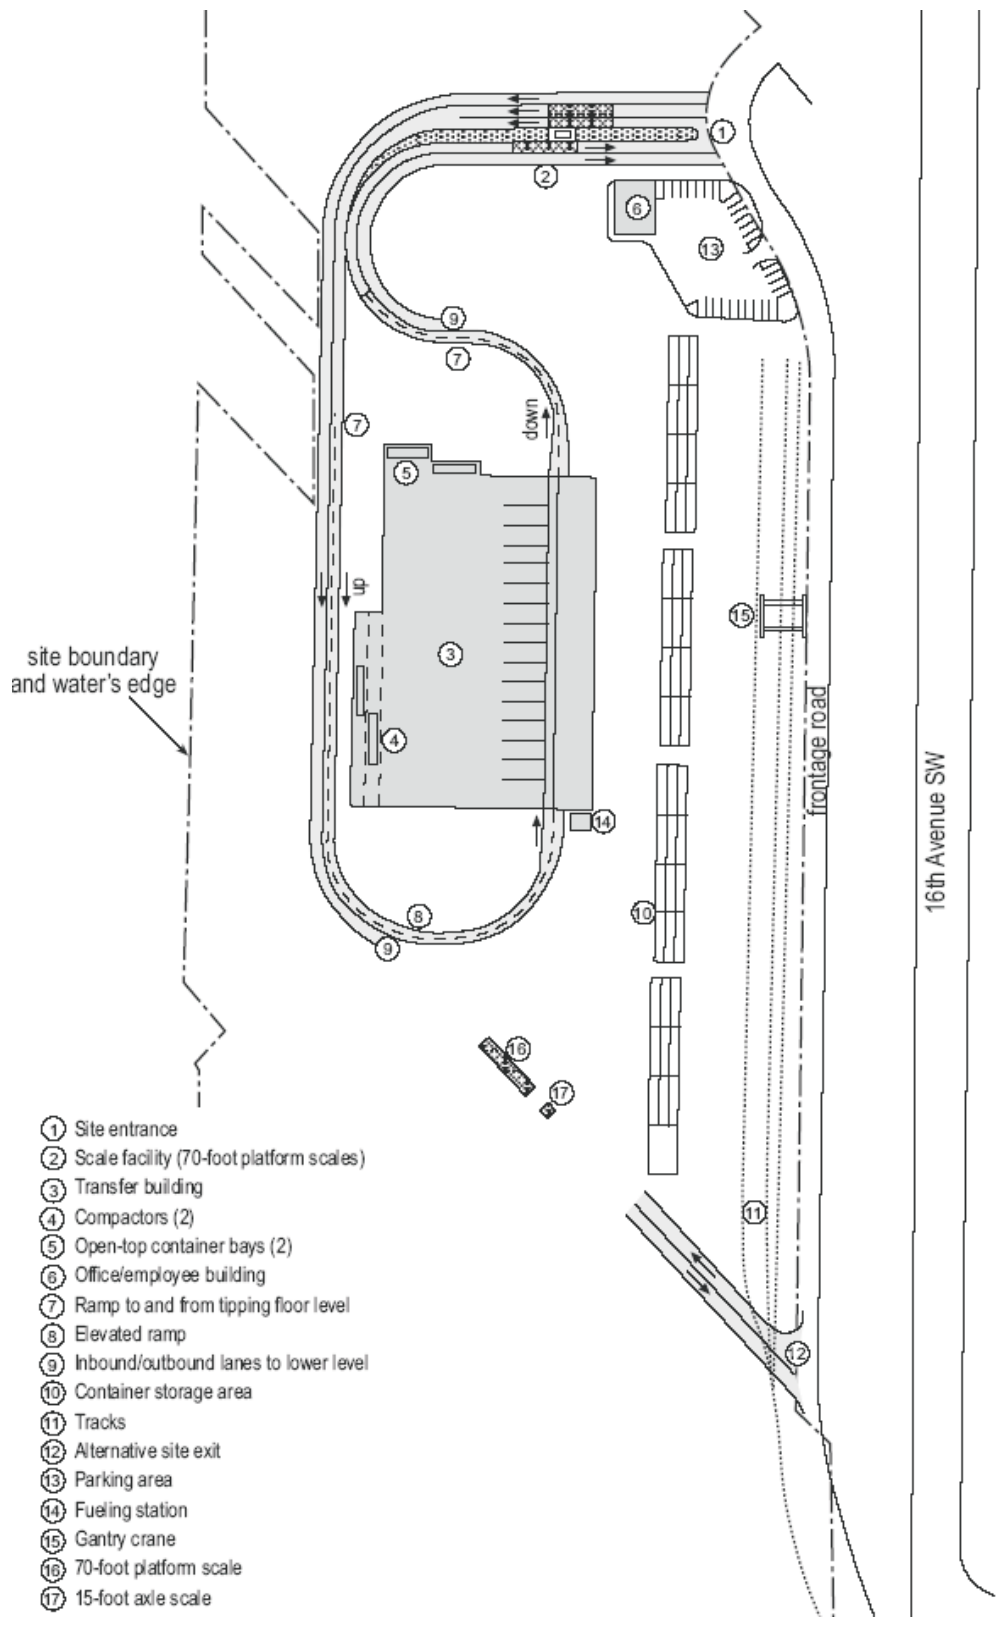 1
2
6
13
9
7
7
down
5
up
15
3
site boundary
and water's edge
4
frontage road
16th Avenue SW
14
8
10
9
16
17
11
12
1 Site entrance
2 Scale facility (70-foot platform scales)
3 Transfer building
4 Compactors (2)
5 Open-top container bays (2)
6 Office/employee building
7 Ramp to and from tipping floor level
8 Elevated ramp
9 Inbound/outbound lanes to lower level
10 Container storage area
11 Tracks
12 Alternative site exit
13 Parking area
14 Fueling station
15 Gantry crane
16 70-foot platform scale
17 15-foot axle scale